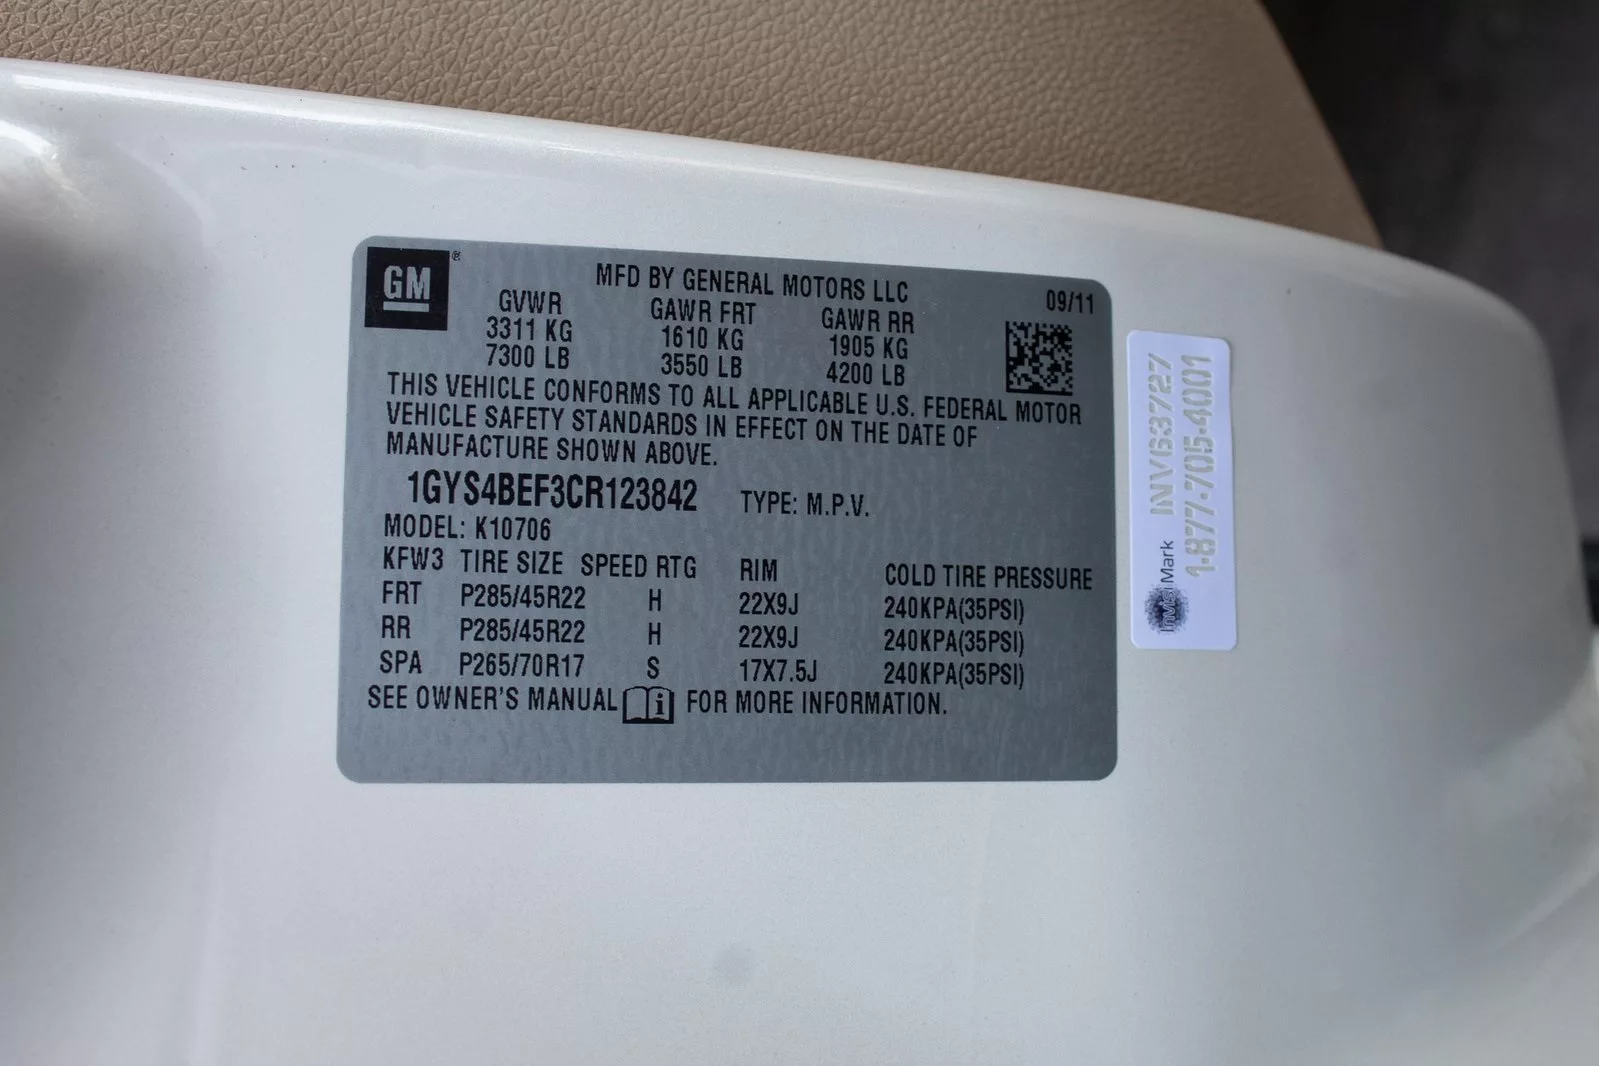 GM®
MFD BY GENERAL MOTORS LLC
09/11
GVWR GAWR FRT GAWR RR
3311 KG 1610 KG 1905 KG
7300 LB 3550 LB 4200 LB
THIS VEHICLE CONFORMS TO ALL APPLICABLE U.S. FEDERAL MOTOR
VEHICLE SAFETY STANDARDS IN EFFECT ON THE DATE OF
MANUFACTURE SHOWN ABOVE.
1GYS4BEF3CR123842 TYPE: M.P.V.
MODEL: K10706
KFW3 TIRE SIZE SPEED RTG RIM COLD TIRE PRESSURE
FRT P285/45R22 H 22X9J 240KPA(35PSI)
RR P285/45R22 H 22X9J 240KPA(35PSI)
SPA P265/70R17 S 17X7.5J 240KPA(35PSI)
SEE OWNER'S MANUAL i FOR MORE INFORMATION.
InvisiMark INV63727
1-877-705-4001